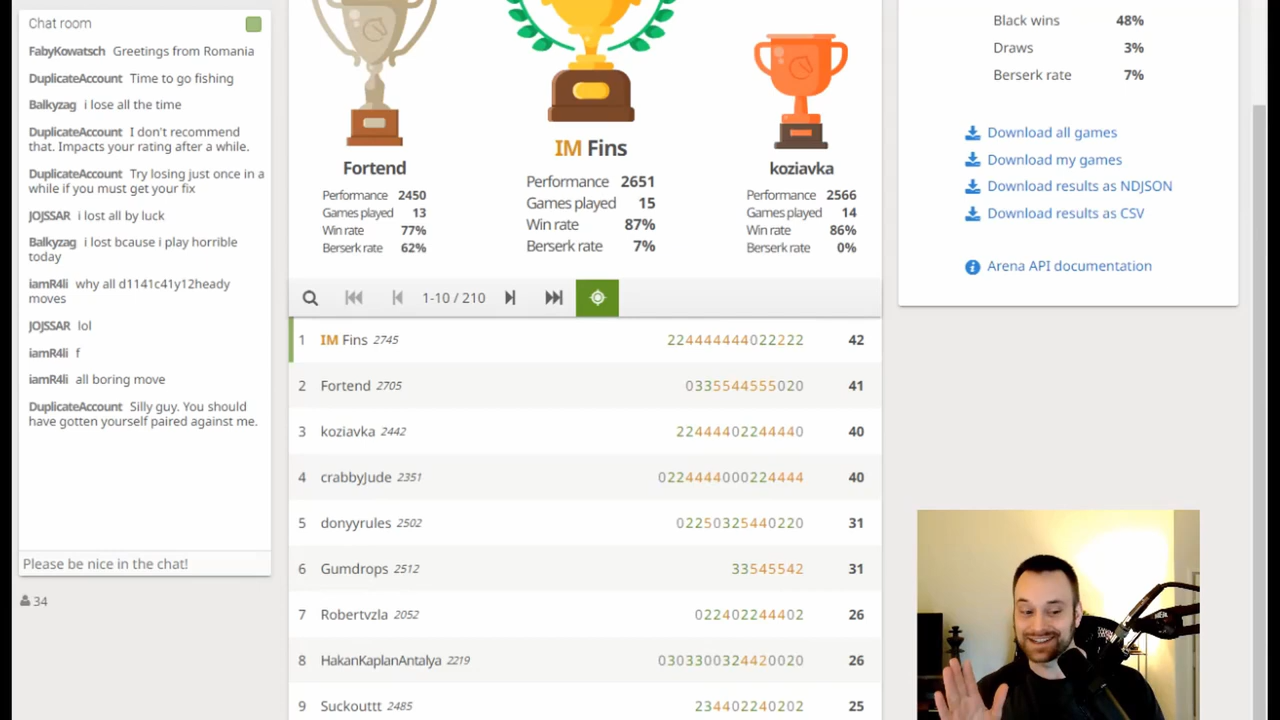 Chat room
FabyKowatsch Greetings from Romania
DuplicateAccount Time to go fishing
Balkyzag i lose all the time
DuplicateAccount I don't recommend
that. Impacts your rating after a while.
DuplicateAccount Try losing just once in a
while if you must get your fix
JOJSSAR i lost all by luck
Balkyzag i lost bcause i play horrible
today
iamR4li why all d1141c41y12heady
moves
JOJSSAR lol
iamR4li f
iamR4li all boring move
DuplicateAccount Silly guy. You should
have gotten yourself paired against me.
Please be nice in the chat!
34
Fortend
Performance 2450
Games played 13
Win rate 77%
Berserk rate 62%
IM Fins
Performance 2651
Games played 15
Win rate 87%
Berserk rate 7%
koziavka
Performance 2566
Games played 14
Win rate 86%
Berserk rate 0%
1-10 / 210
1 IM Fins 2745 224444444022222 42
2 Fortend 2705 0335544555020 41
3 koziavka 2442 22444402244440 40
4 crabbyJude 2351 0224444000224444 40
5 donyyrules 2502 02250325440220 31
6 Gumdrops 2512 33545542 31
7 Robertvzla 2052 022402244402 26
8 HakanKaplanAntalya 2219 0303300324420020 26
9 Suckouttt 2485 234402240202 25
Black wins 48%
Draws 3%
Berserk rate 7%
Download all games
Download my games
Download results as NDJSON
Download results as CSV
Arena API documentation